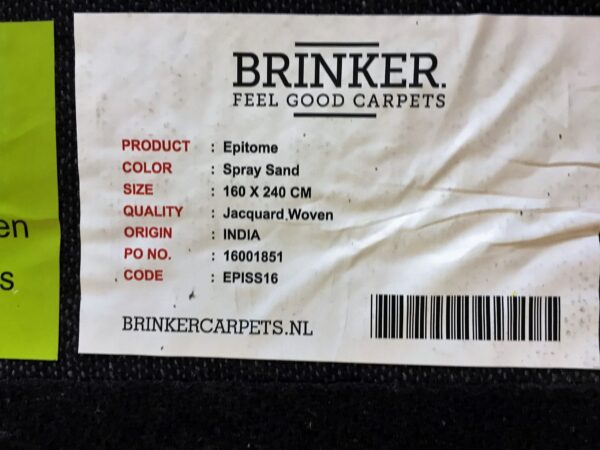 BRINKER.
FEEL GOOD CARPETS
PRODUCT : Epitome
COLOR : Spray Sand
SIZE : 160 X 240 CM
QUALITY : Jacquard,Woven
ORIGIN : INDIA
PO NO. : 16001851
CODE : EPISS16
BRINKERCARPETS.NL
en
s